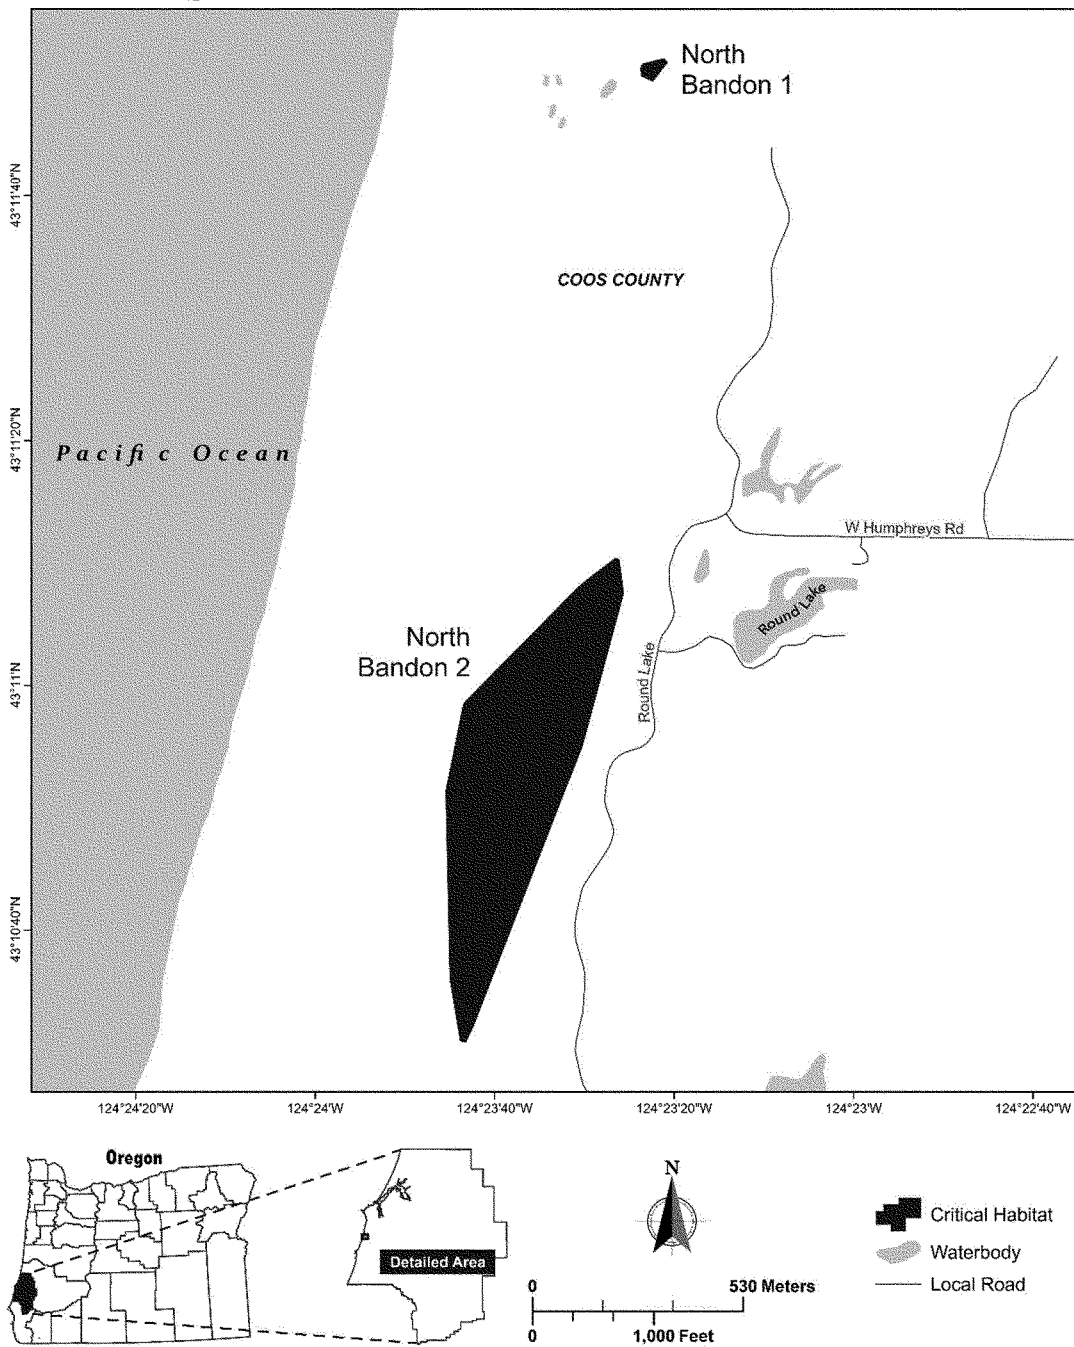 North
Bandon 1
43°11'40"N
COOS COUNTY
43°11'20"N
Pacific Ocean
W Humphreys Rd
Round Lake
North
Bandon 2
Round Lake
43°11'N
43°10'40"N
124°24'20"W
124°24'W
124°23'40"W
124°23'20"W
124°23'W
124°22'40"W
Oregon
Detailed Area
N
0
530 Meters
0
1,000 Feet
Critical Habitat
Waterbody
Local Road